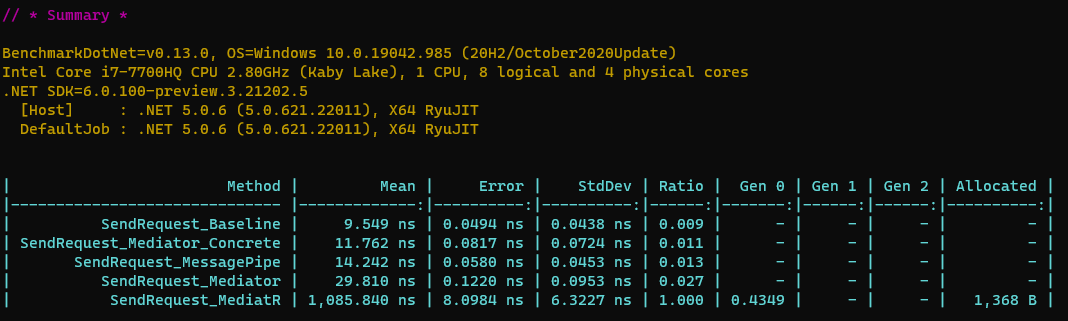 // * Summary *
BenchmarkDotNet=v0.13.0, OS=Windows 10.0.19042.985 (20H2/October2020Update)
Intel Core i7-7700HQ CPU 2.80GHz (Kaby Lake), 1 CPU, 8 logical and 4 physical cores
.NET SDK=6.0.100-preview.3.21202.5
  [Host]     : .NET 5.0.6 (5.0.621.22011), X64 RyuJIT
  DefaultJob : .NET 5.0.6 (5.0.621.22011), X64 RyuJIT
|                        Method |         Mean |     Error |    StdDev | Ratio |  Gen 0 | Gen 1 | Gen 2 | Allocated |
|------------------------------ |-------------:|----------:|----------:|------:|-------:|------:|------:|----------:|
|          SendRequest_Baseline |     9.549 ns | 0.0494 ns | 0.0438 ns | 0.009 |      - |     - |     - |         - |
| SendRequest_Mediator_Concrete |    11.762 ns | 0.0817 ns | 0.0724 ns | 0.011 |      - |     - |     - |         - |
|       SendRequest_MessagePipe |    14.242 ns | 0.0580 ns | 0.0453 ns | 0.013 |      - |     - |     - |         - |
|          SendRequest_Mediator |    29.810 ns | 0.1220 ns | 0.0953 ns | 0.027 |      - |     - |     - |         - |
|           SendRequest_MediatR | 1,085.840 ns | 8.0984 ns | 6.3227 ns | 1.000 | 0.4349 |     - |     - |   1,368 B |